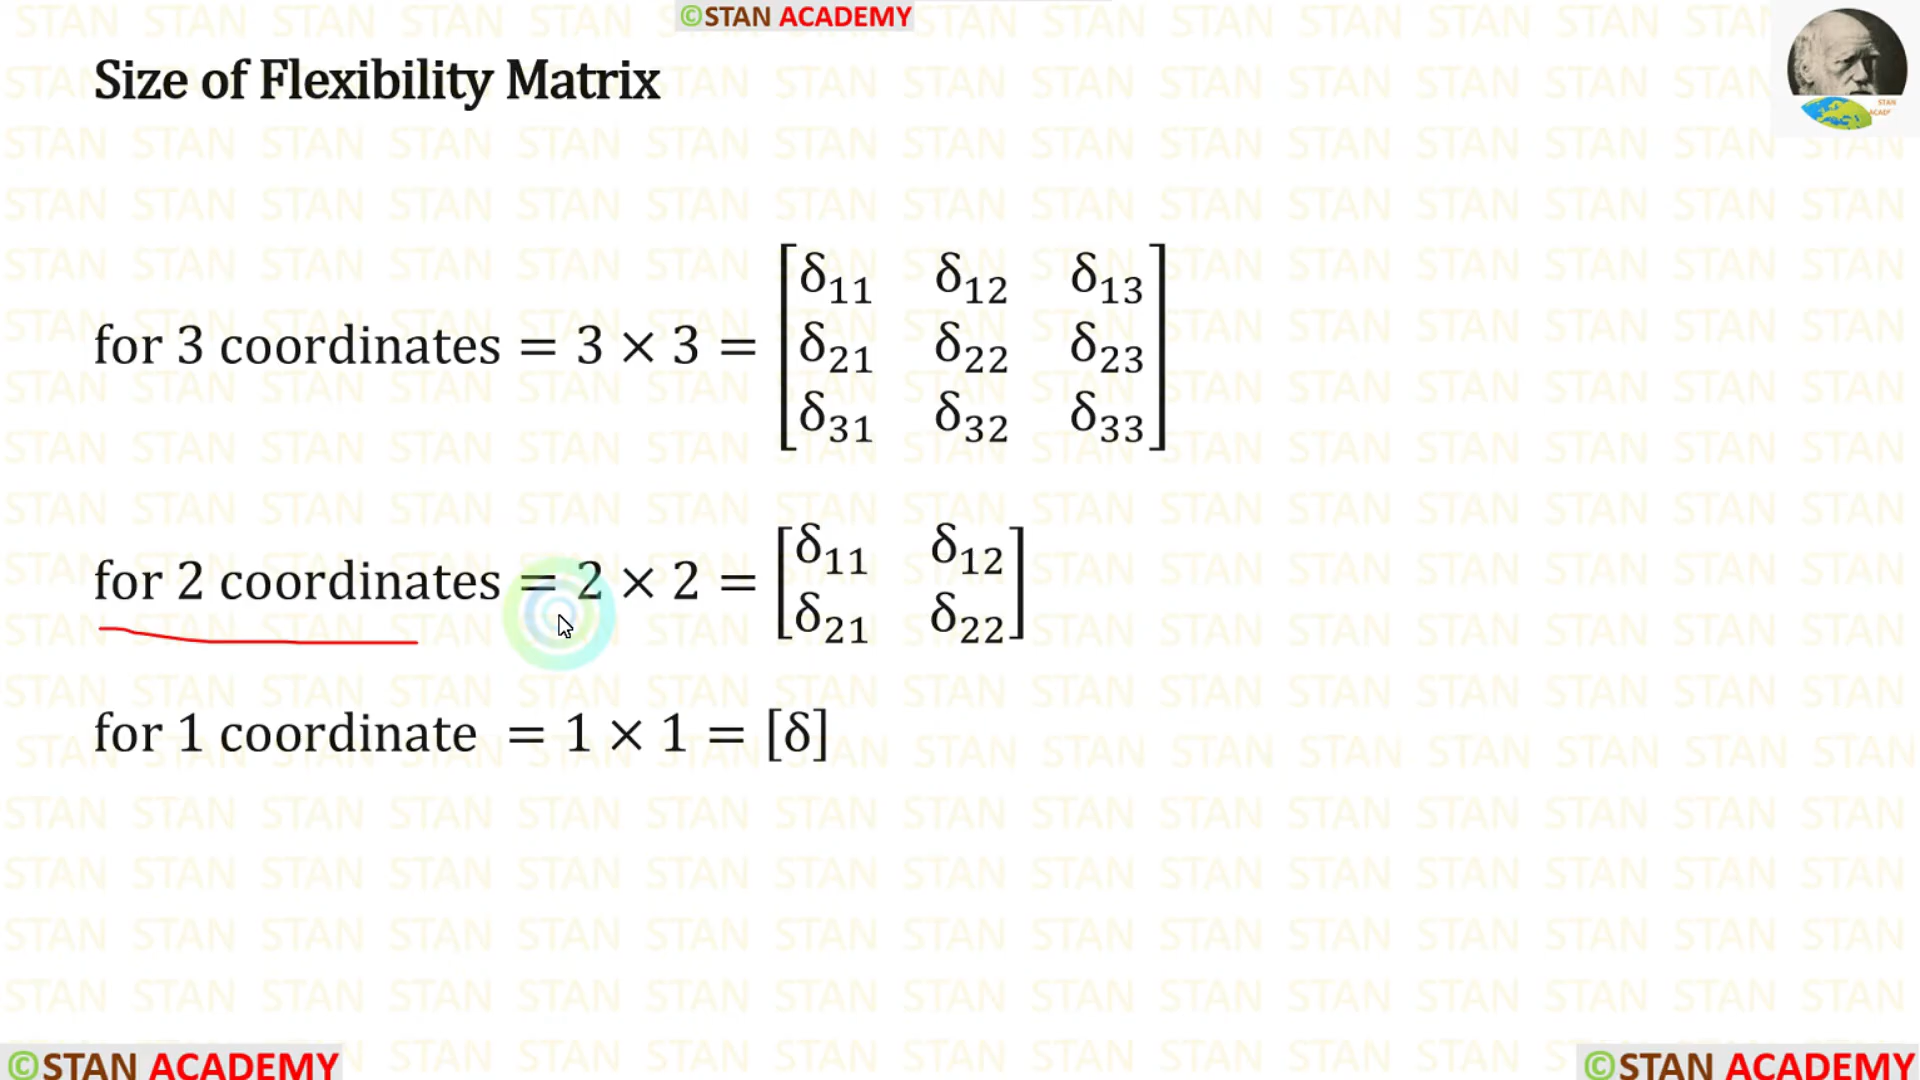 ©STAN ACADEMY
Size of Flexibility Matrix
for 3 coordinates = 3 × 3 = [δ₁₁ δ₁₂ δ₁₃
δ₂₁ δ₂₂ δ₂₃
δ₃₁ δ₃₂ δ₃₃]
for 2 coordinates = 2 × 2 = [δ₁₁ δ₁₂
δ₂₁ δ₂₂]
for 1 coordinate = 1 × 1 = [δ]
©STAN ACADEMY
©STAN ACADEMY